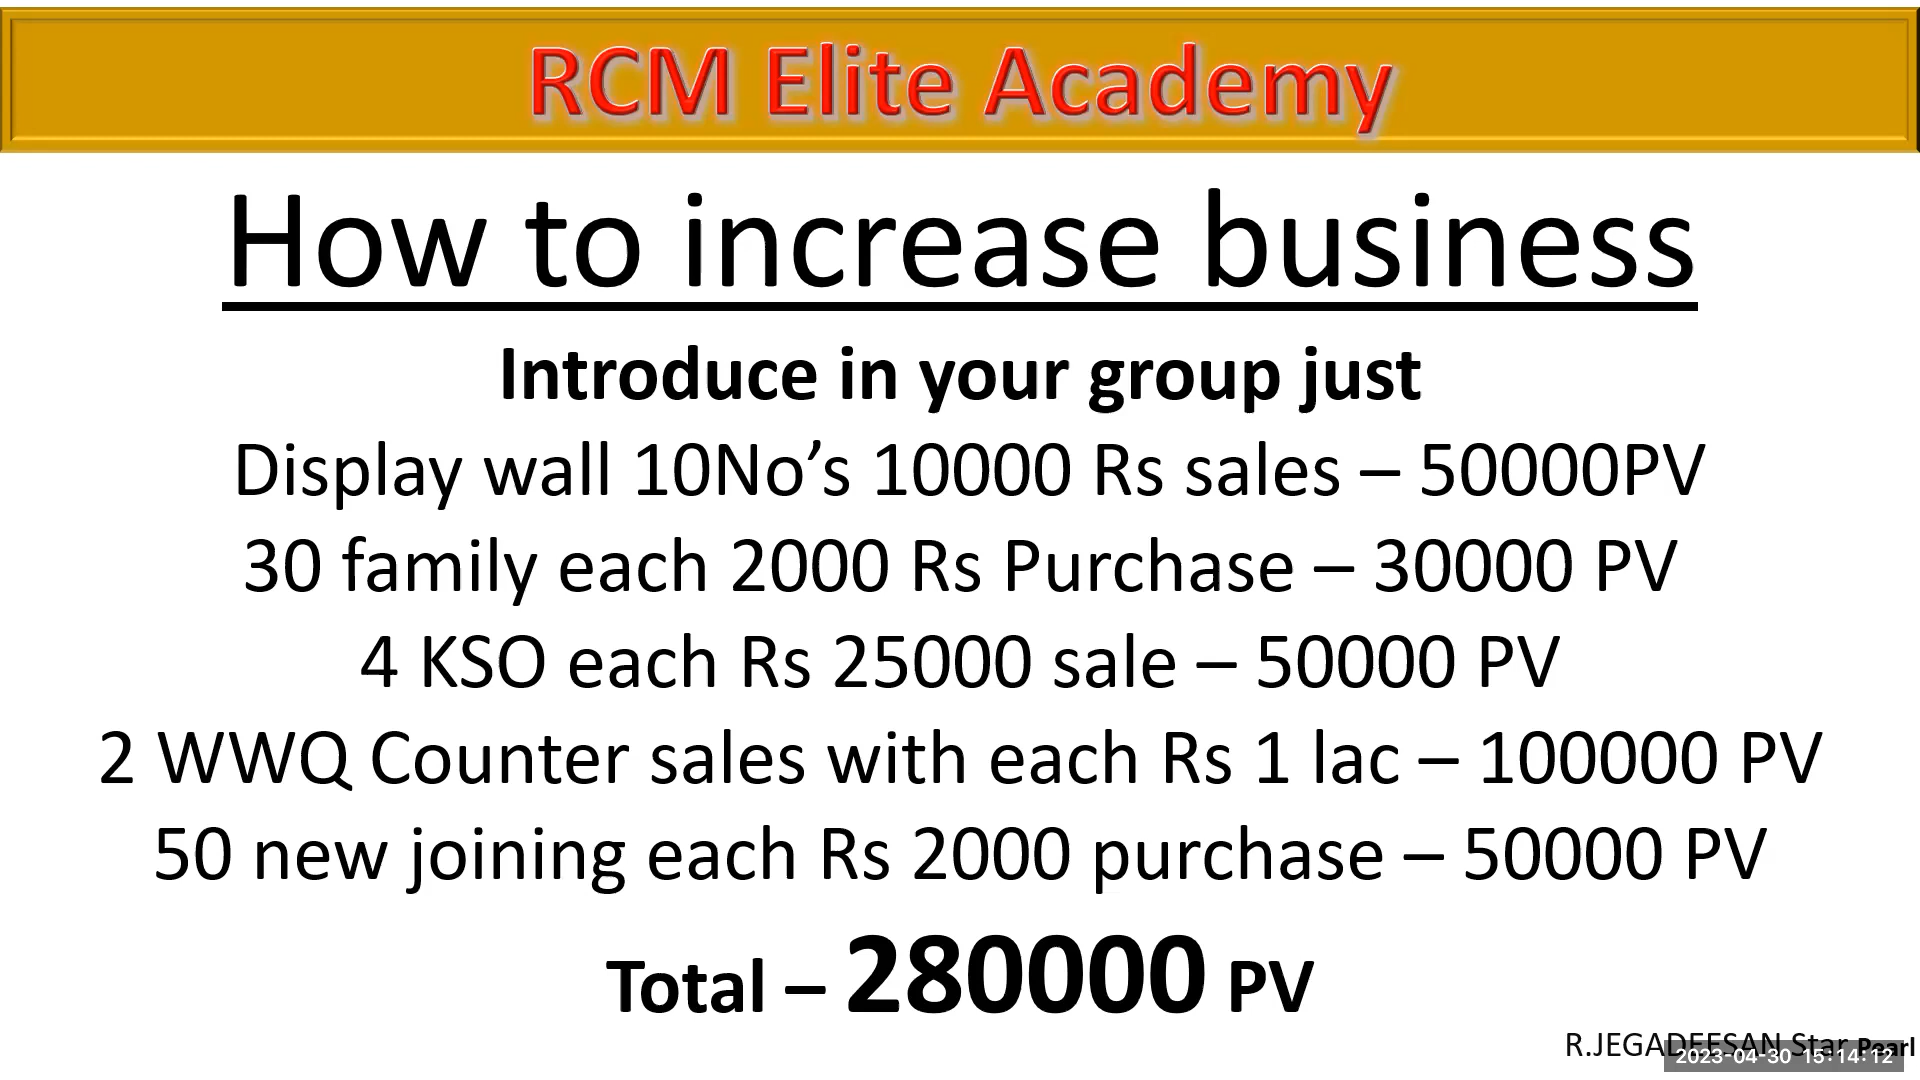 RCM Elite Academy
How to increase business
Introduce in your group just
Display wall 10No’s 10000 Rs sales – 50000PV
30 family each 2000 Rs Purchase – 30000 PV
4 KSO each Rs 25000 sale – 50000 PV
2 WWQ Counter sales with each Rs 1 lac – 100000 PV
50 new joining each Rs 2000 purchase – 50000 PV
Total – 280000 PV
R.JEGADEESAN Star Pearl
2023-04-30 15:14:12